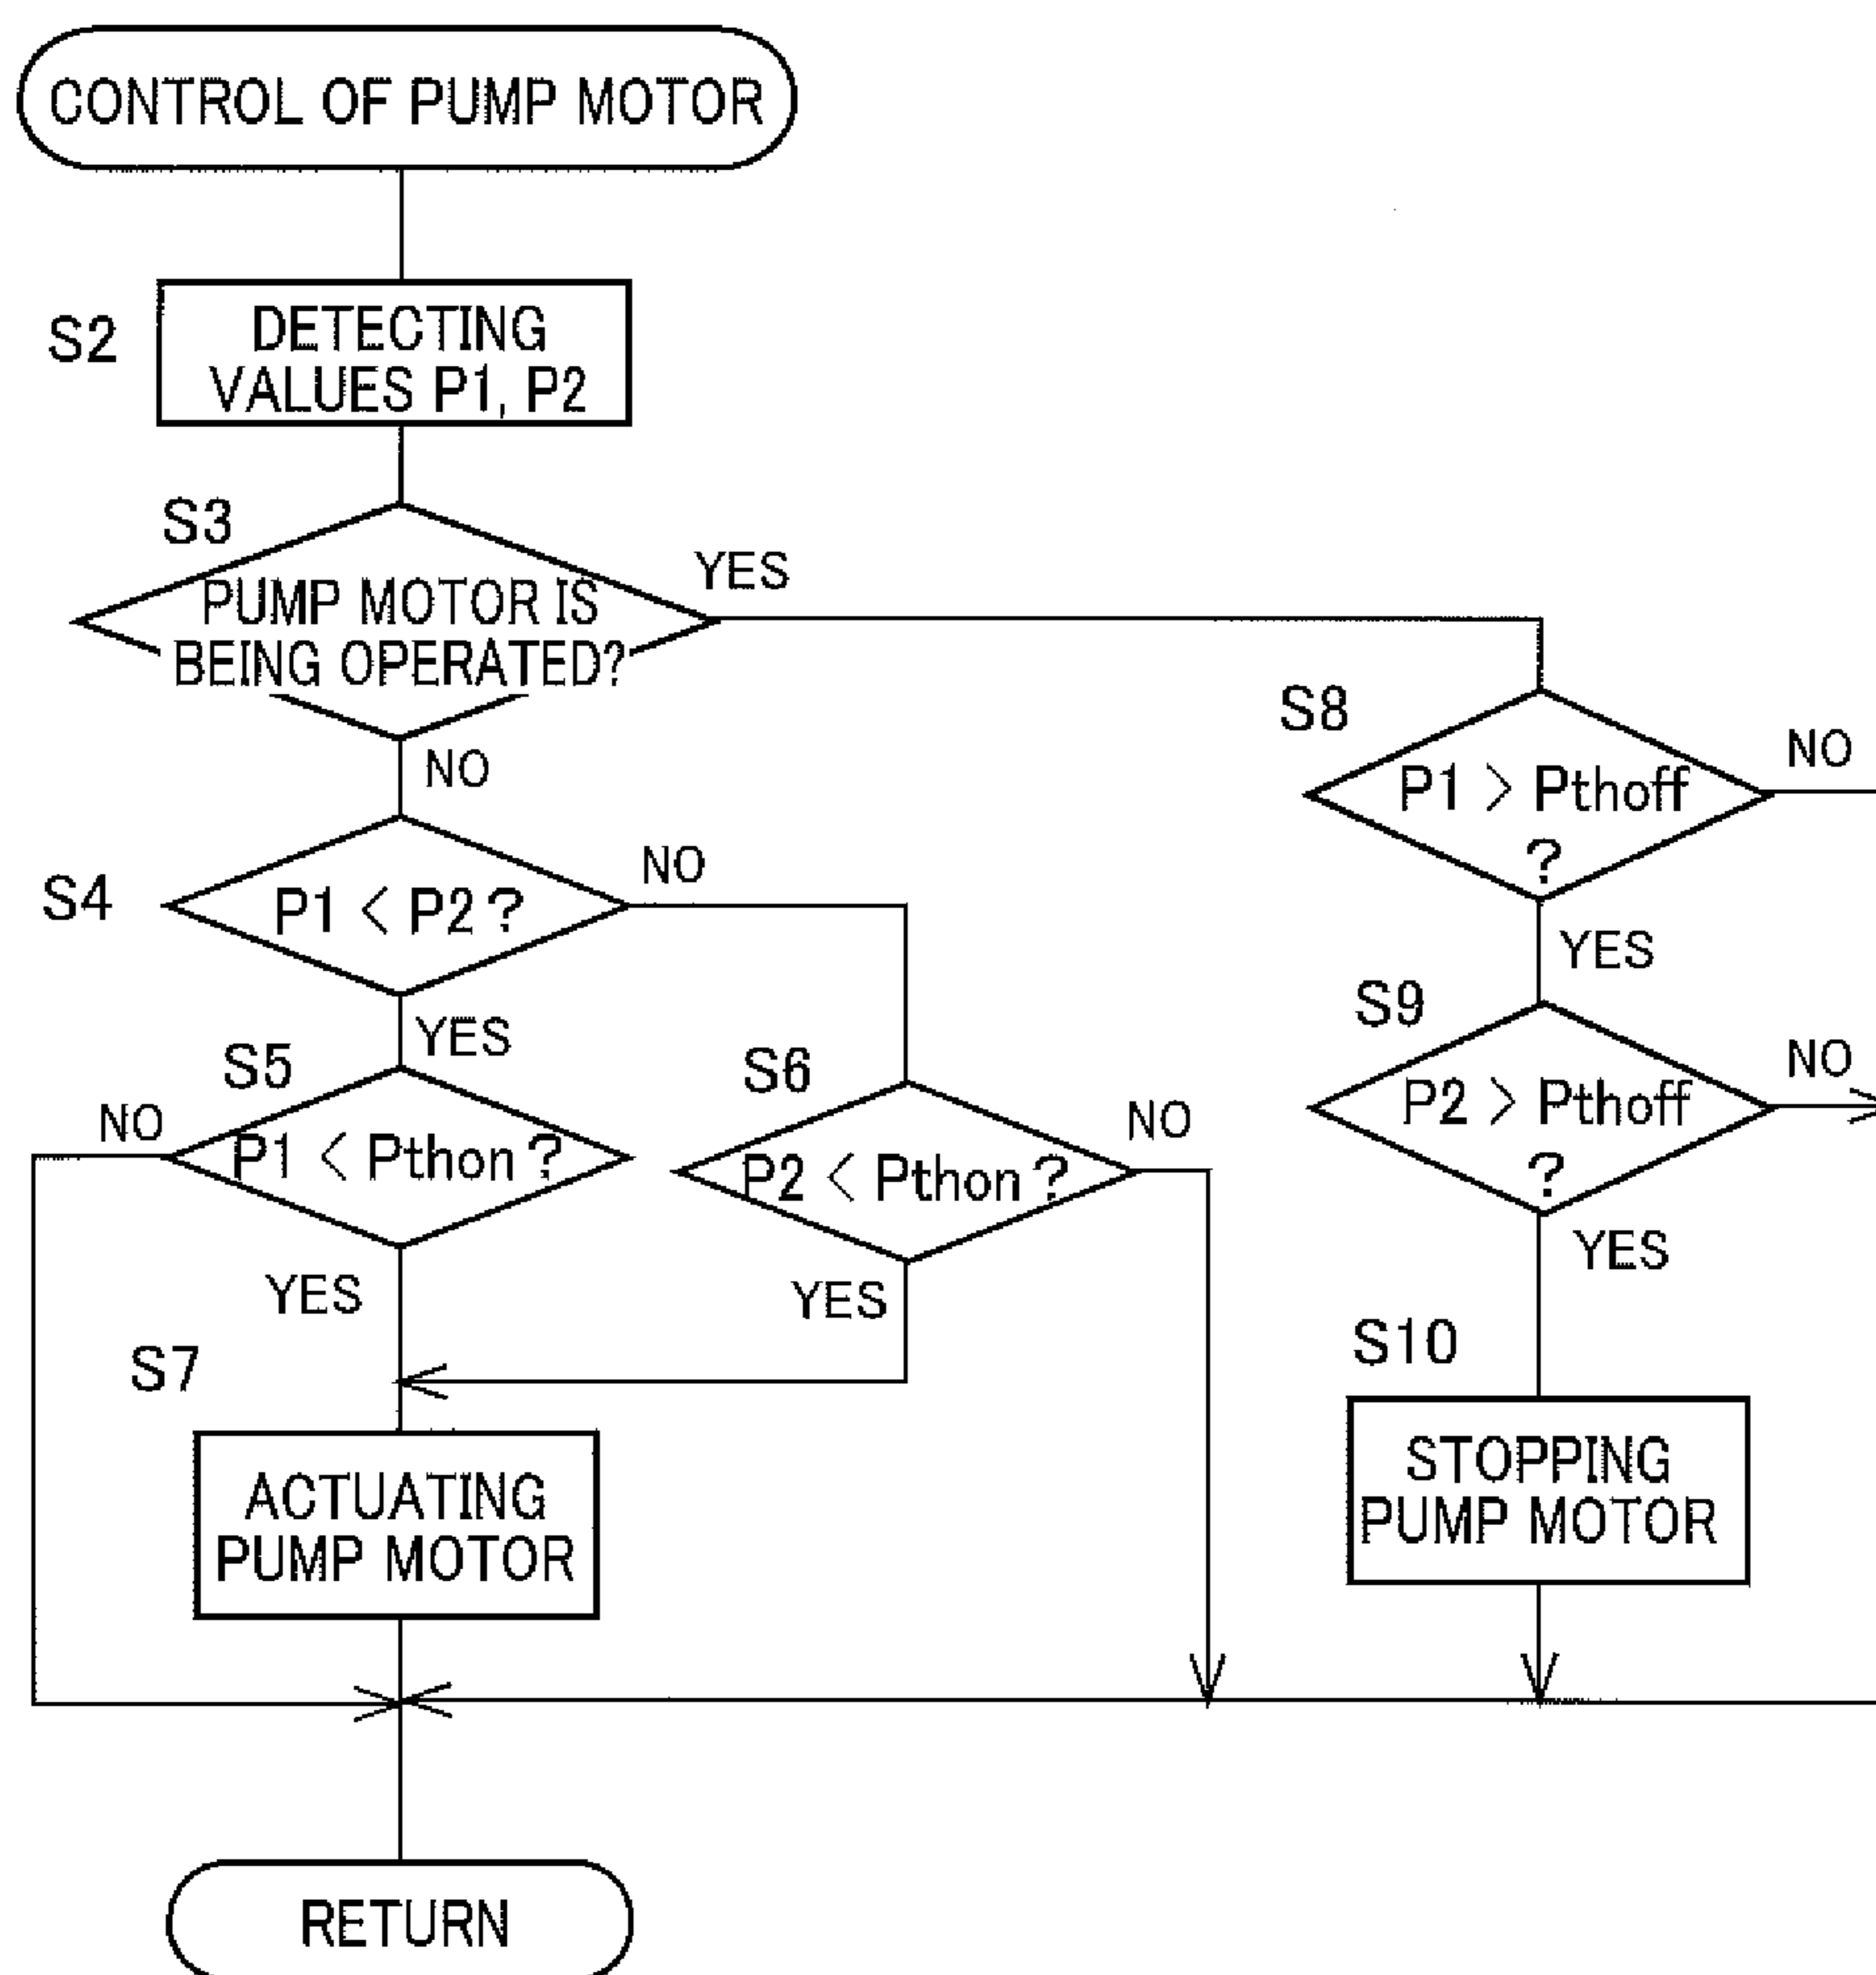 CONTROL OF PUMP MOTOR
S2
DETECTING
VALUES P1, P2
S3
PUMP MOTOR IS
BEING OPERATED?
YES
NO
S4
P1 < P2 ?
NO
YES
S5
P1 < Pthon ?
NO
YES
S6
P2 < Pthon ?
NO
YES
S7
ACTUATING
PUMP MOTOR
S8
P1 > Pthoff
?
NO
YES
S9
P2 > Pthoff
?
NO
YES
S10
STOPPING
PUMP MOTOR
RETURN